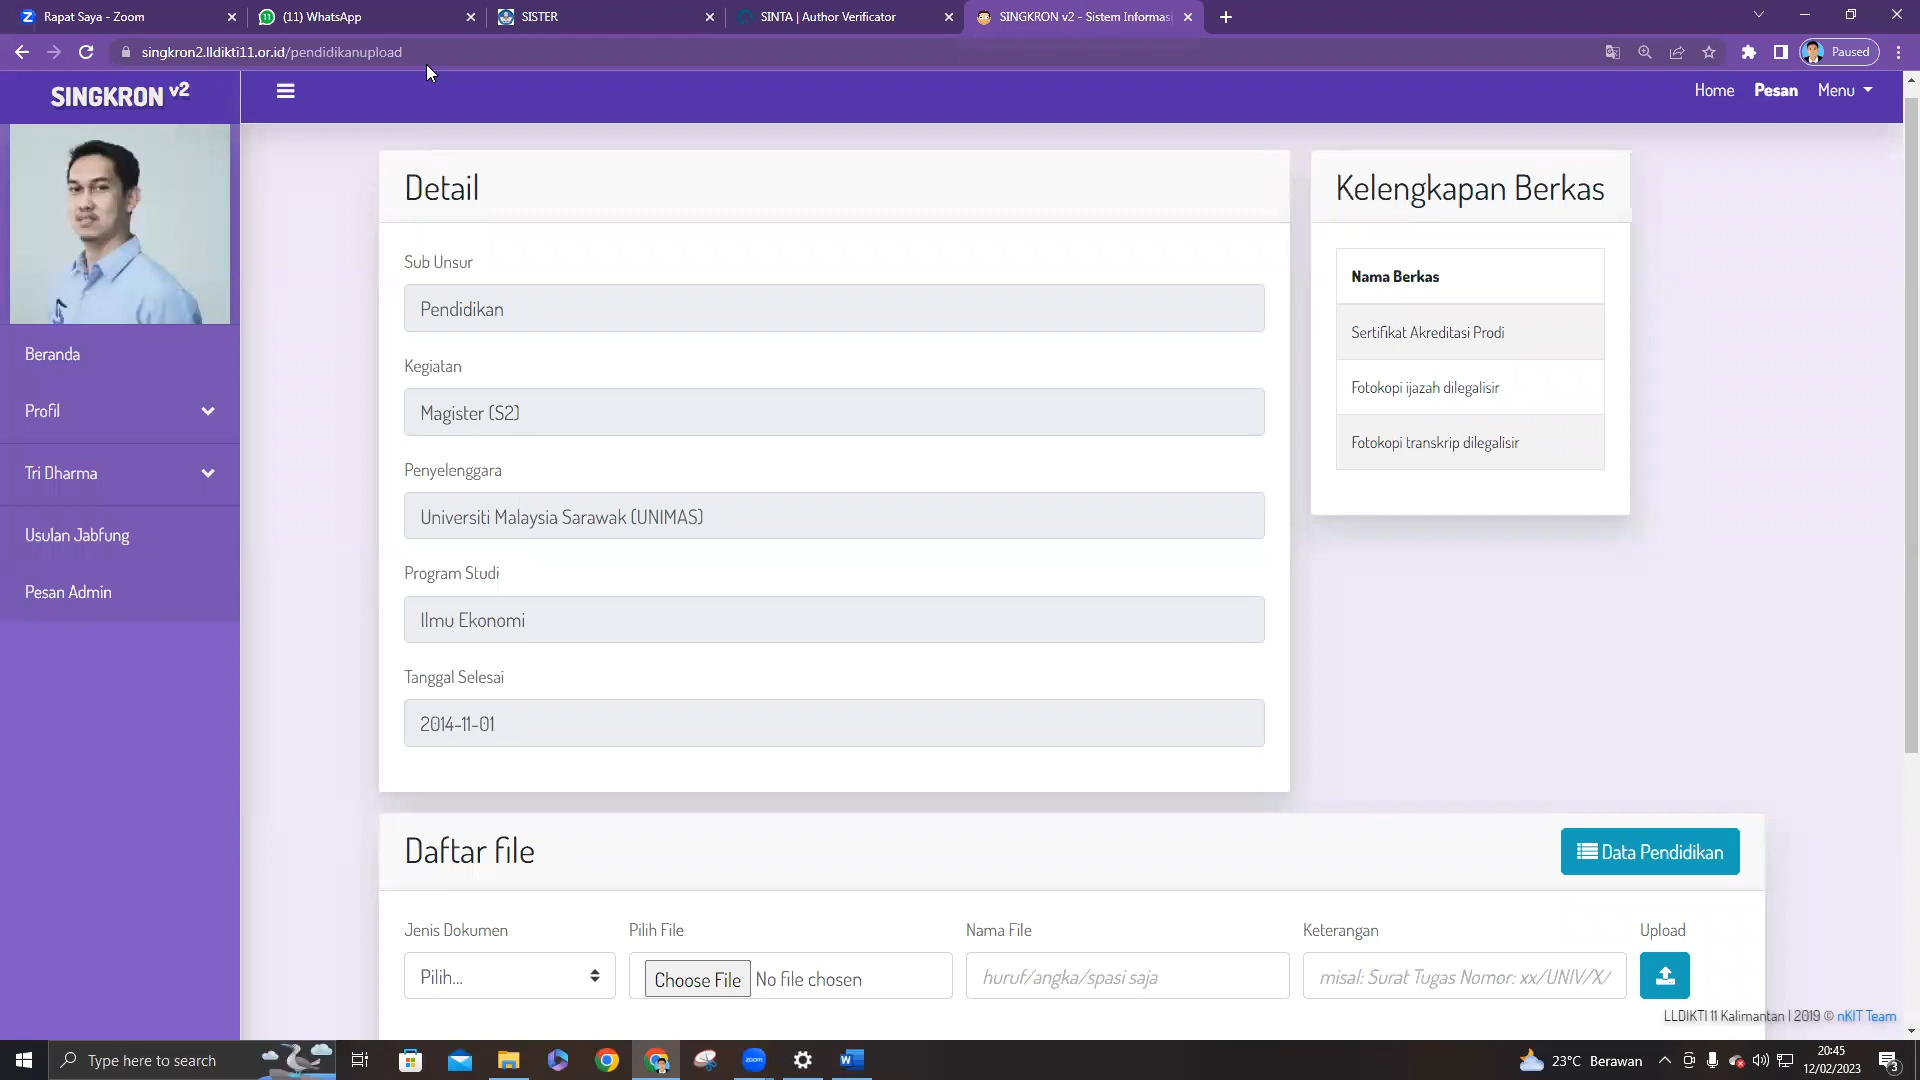 Rapat Saya - Zoom
(11) WhatsApp
SISTER
SINTA | Author Verificator
SINGKRON v2 - Sistem Informas
singkron2.lldikti11.or.id/pendidikanupload
Paused
SINGKRON v2
Home
Pesan
Menu
Beranda
Profil
Tri Dharma
Usulan Jabfung
Pesan Admin
Detail
Sub Unsur
Pendidikan
Kegiatan
Magister (S2)
Penyelenggara
Universiti Malaysia Sarawak (UNIMAS)
Program Studi
Ilmu Ekonomi
Tanggal Selesai
2014-11-01
Kelengkapan Berkas
Nama Berkas
Sertifikat Akreditasi Prodi
Fotokopi ijazah dilegalisir
Fotokopi transkrip dilegalisir
Daftar file
Data Pendidikan
Jenis Dokumen
Pilih File
Nama File
Keterangan
Upload
Pilih...
Choose File No file chosen
huruf/angka/spasi saja
misal: Surat Tugas Nomor: xx/UNIV/X/
LLDIKTI 11 Kalimantan | 2019 © nKIT Team
Type here to search
zoom
23°C Berawan
20:45
12/02/2023
3